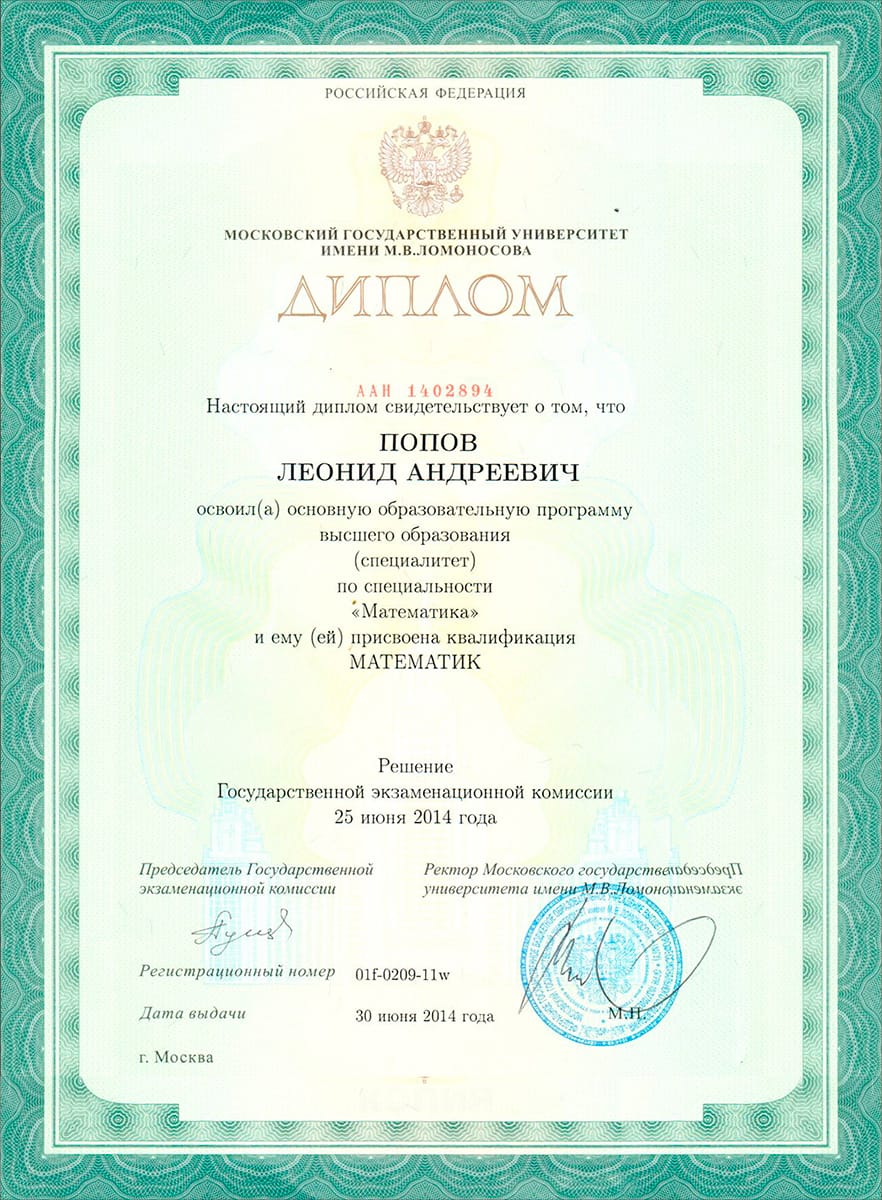 РОССИЙСКАЯ ФЕДЕРАЦИЯ
МОСКОВСКИЙ ГОСУДАРСТВЕННЫЙ УНИВЕРСИТЕТ
ИМЕНИ М.В.ЛОМОНОСОВА
ДИПЛОМ
ААН 1402894
Настоящий диплом свидетельствует о том, что
ПОПОВ
ЛЕОНИД АНДРЕЕВИЧ
освоил(а) основную образовательную программу
высшего образования
(специалитет)
по специальности
«Математика»
и ему (ей) присвоена квалификация
МАТЕМАТИК
Решение
Государственной экзаменационной комиссии
25 июня 2014 года
Председатель Государственной
экзаменационной комиссии
Ректор Московского государств
университета имени М.В.Ломоно
Регистрационный номер 01f-0209-11w
Дата выдачи 30 июня 2014 года
М.П.
г. Москва